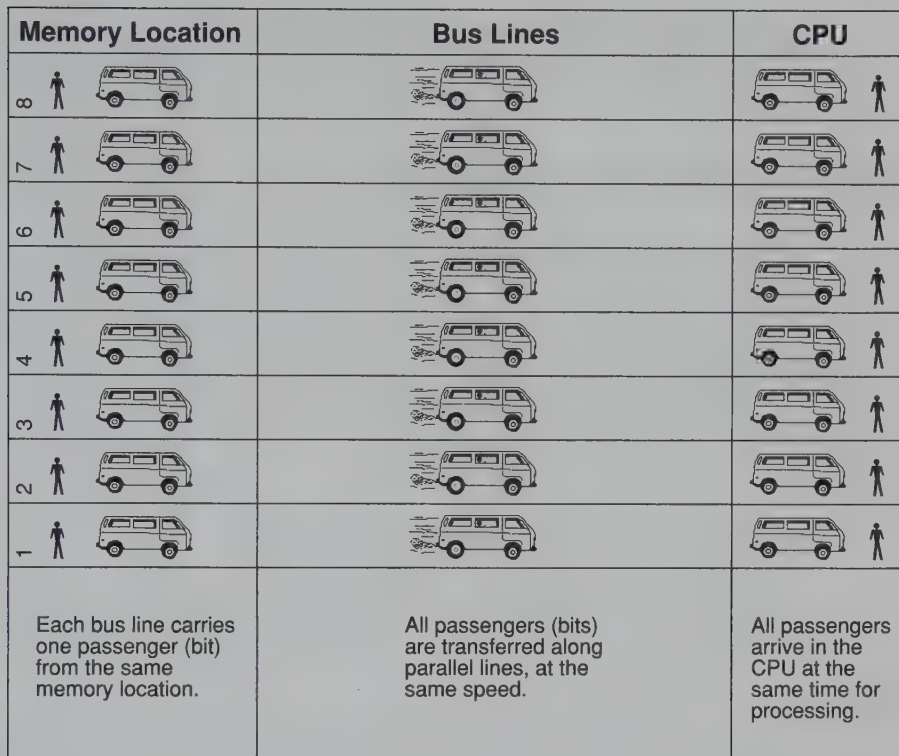 Memory Location
Bus Lines
CPU
8
7
6
5
4
3
2
1
Each bus line carries
one passenger (bit)
from the same
memory location.
All passengers (bits)
are transferred along
parallel lines, at the
same speed.
All passengers
arrive in the
CPU at the
same time for
processing.